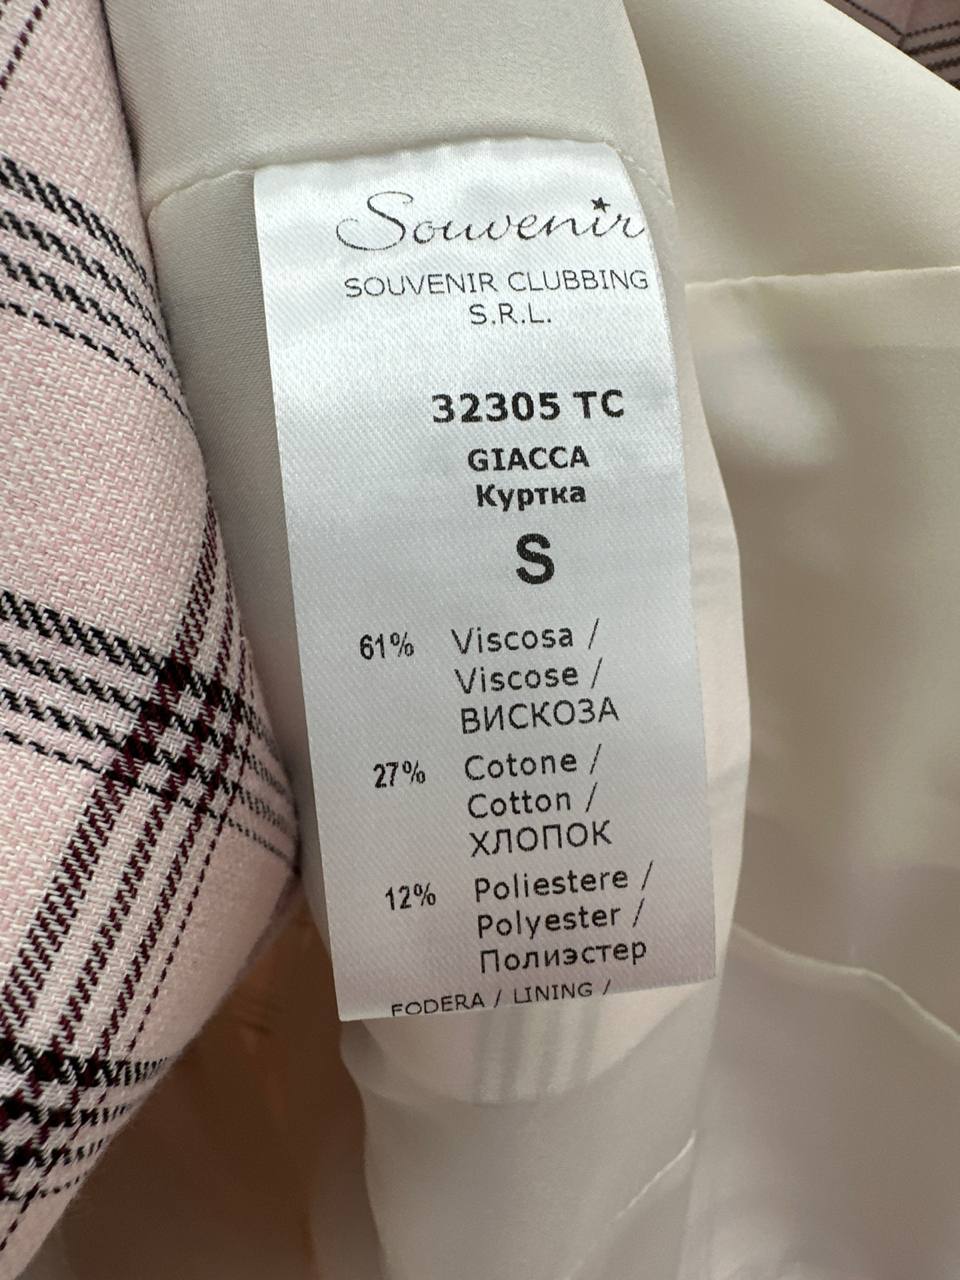 Souvenir
SOUVENIR CLUBBING
S.R.L.
32305 TC
GIACCA
Куртка
S
61% Viscosa /
Viscose /
ВИСКОЗА
27% Cotone /
Cotton /
ХЛОПОК
12% Poliestere /
Polyester /
Полиэстер
FODERA / LINING /